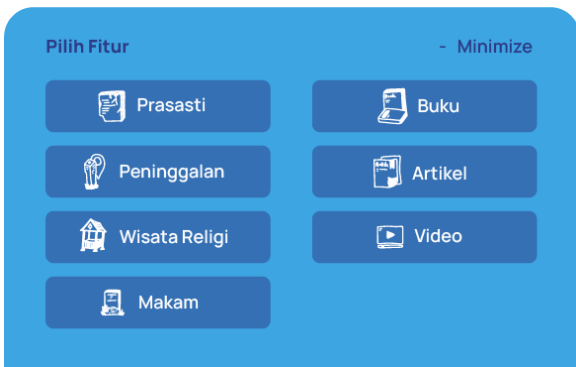 Pilih Fitur
- Minimize
Prasasti
Buku
Peninggalan
Artikel
Wisata Religi
Video
Makam